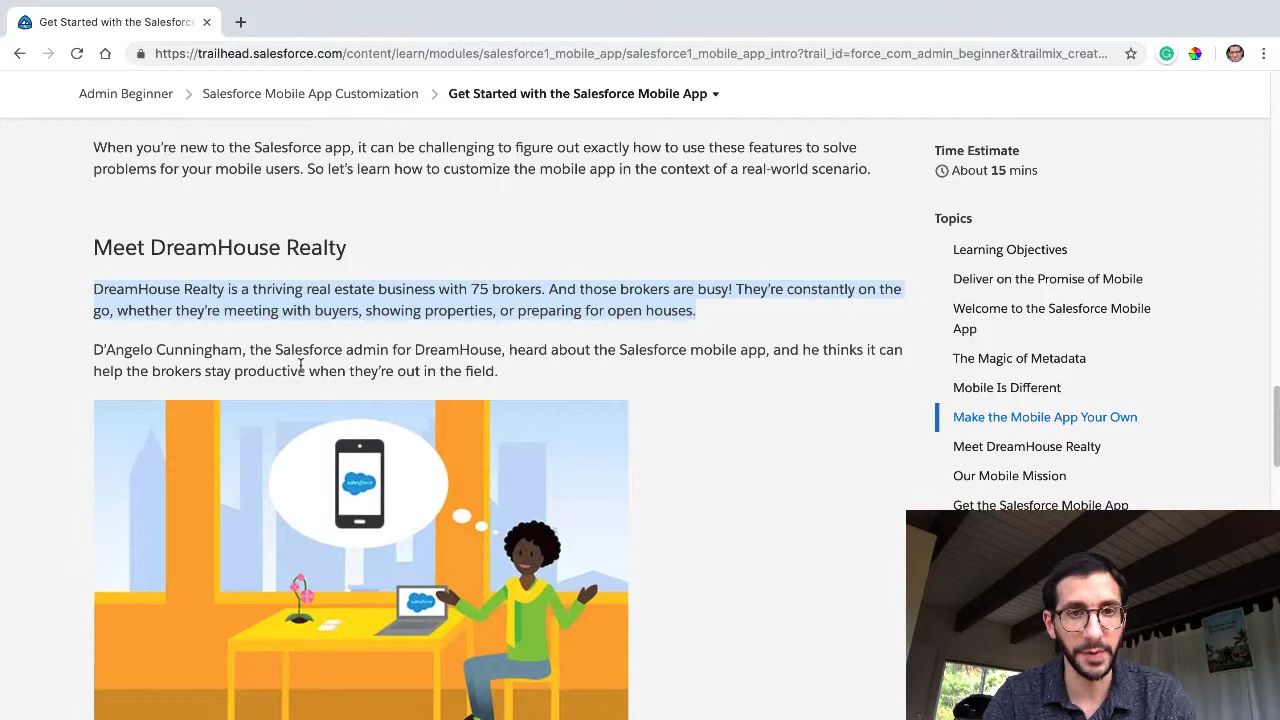 Get Started with the Salesforc
https://trailhead.salesforce.com/content/learn/modules/salesforce1_mobile_app/salesforce1_mobile_app_intro?trail_id=force_com_admin_beginner&trailmix_creat...
Admin Beginner
Salesforce Mobile App Customization
Get Started with the Salesforce Mobile App
When you’re new to the Salesforce app, it can be challenging to figure out exactly how to use these features to solve
problems for your mobile users. So let’s learn how to customize the mobile app in the context of a real-world scenario.
Meet DreamHouse Realty
DreamHouse Realty is a thriving real estate business with 75 brokers. And those brokers are busy! They’re constantly on the
go, whether they’re meeting with buyers, showing properties, or preparing for open houses.
D’Angelo Cunningham, the Salesforce admin for DreamHouse, heard about the Salesforce mobile app, and he thinks it can
help the brokers stay productive when they’re out in the field.
salesforce
salesforce
Time Estimate
About 15 mins
Topics
Learning Objectives
Deliver on the Promise of Mobile
Welcome to the Salesforce Mobile
App
The Magic of Metadata
Mobile Is Different
Make the Mobile App Your Own
Meet DreamHouse Realty
Our Mobile Mission
Get the Salesforce Mobile App